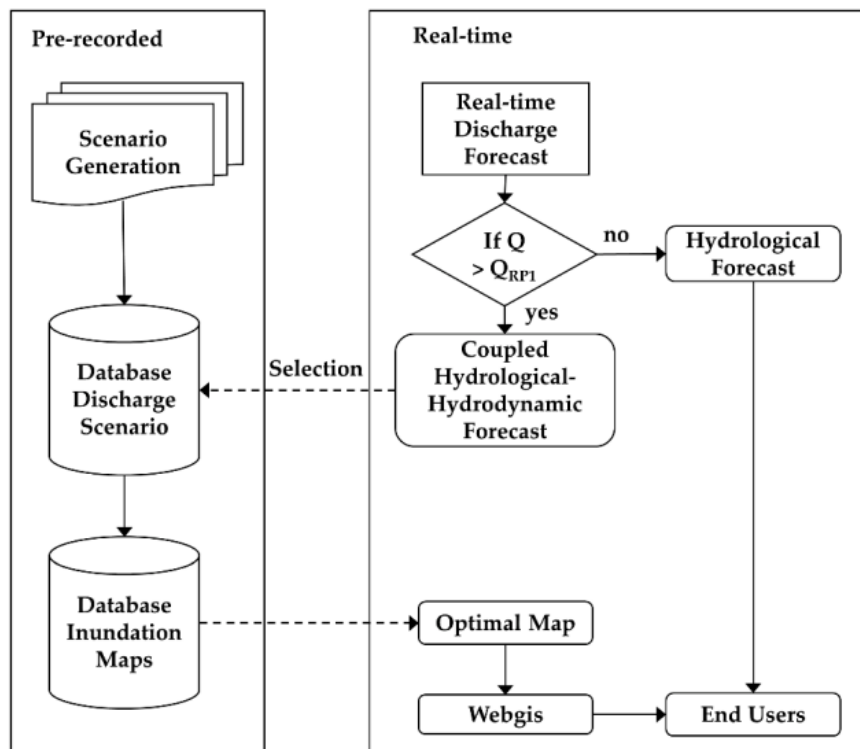 Pre-recorded
Scenario
Generation
Database
Discharge
Scenario
Database
Inundation
Maps
Selection
Real-time
Real-time
Discharge
Forecast
If Q
> QRP1
no
yes
Hydrological
Forecast
Coupled
Hydrological-
Hydrodynamic
Forecast
Optimal Map
Webgis
End Users